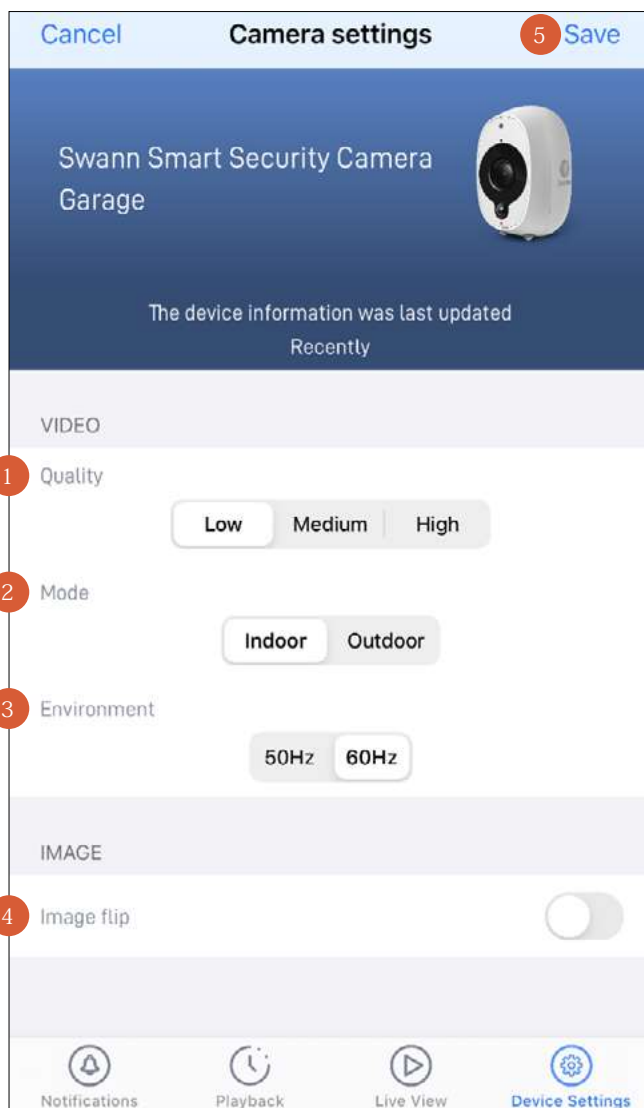 Cancel Camera settings 5 Save
Swann Smart Security Camera
Garage
The device information was last updated
Recently
VIDEO
1 Quality
Low Medium High
2 Mode
Indoor Outdoor
3 Environment
50Hz 60Hz
IMAGE
4 Image flip
Notifications Playback Live View Device Settings